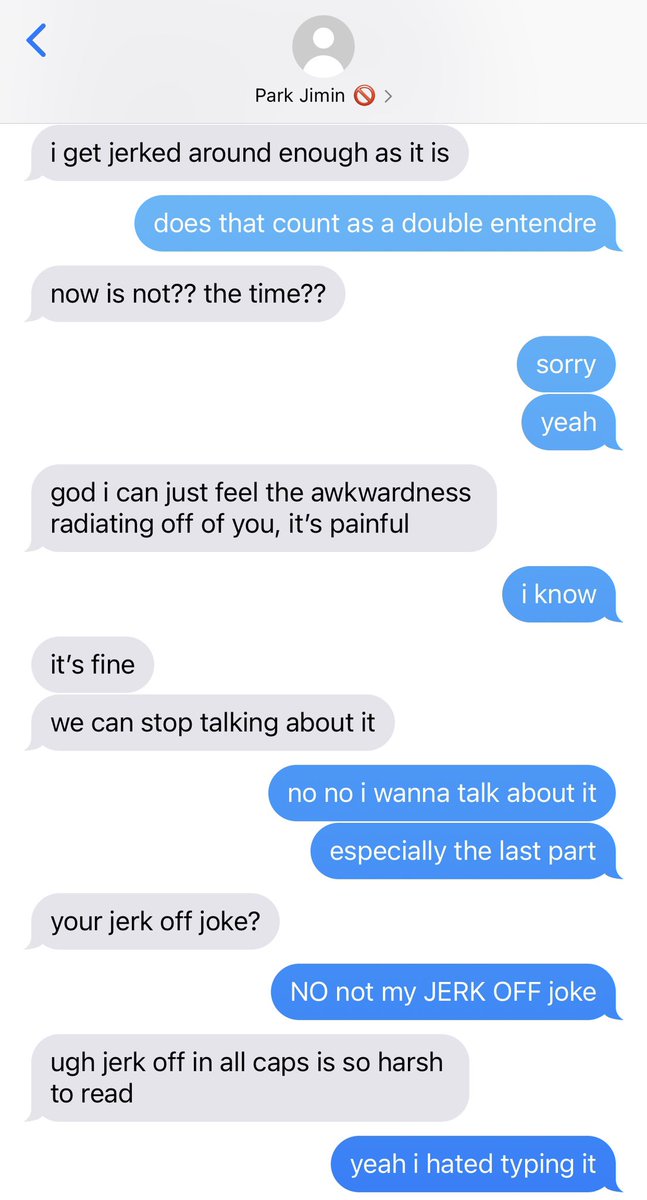 Park Jimin 🚫
i get jerked around enough as it is
does that count as a double entendre
now is not?? the time??
sorry
yeah
god i can just feel the awkwardness
radiating off of you, it’s painful
i know
it’s fine
we can stop talking about it
no no i wanna talk about it
especially the last part
your jerk off joke?
NO not my JERK OFF joke
ugh jerk off in all caps is so harsh
to read
yeah i hated typing it